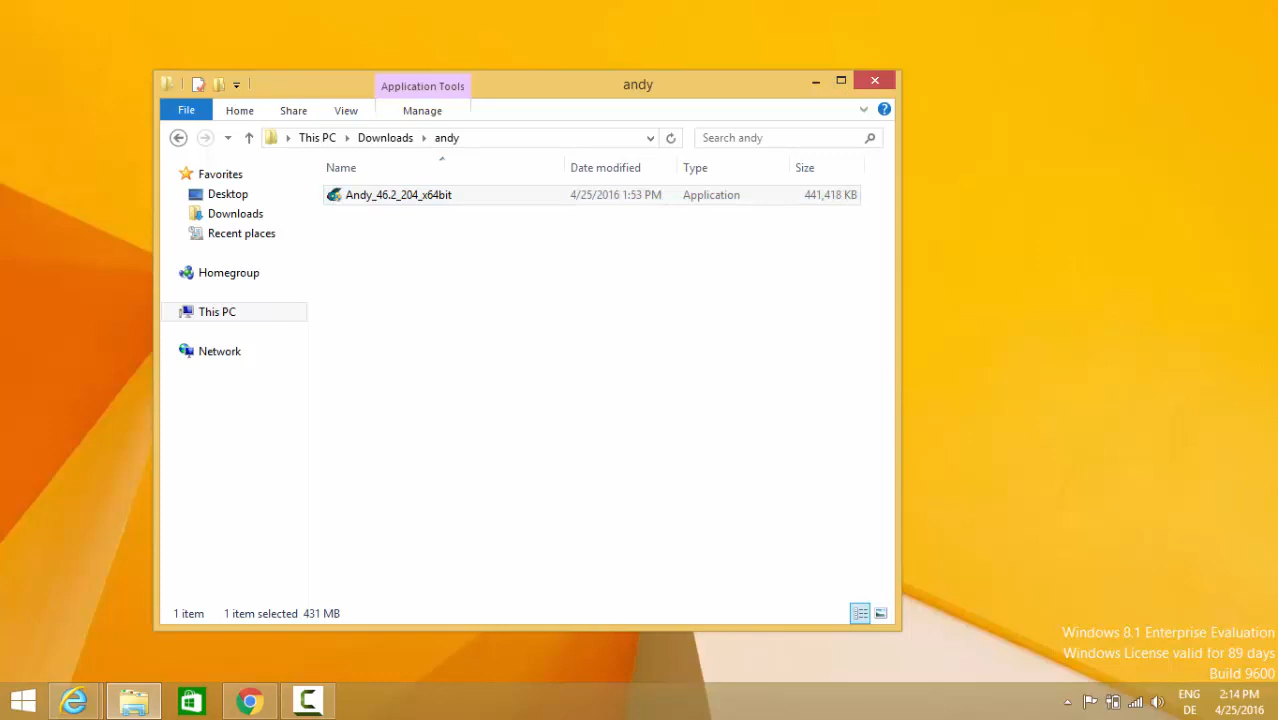 Application Tools
andy
File
Home
Share
View
Manage
This PC
Downloads
andy
Search andy
Name
Date modified
Type
Size
Favorites
Andy_46.2_204_x64bit
4/25/2016 1:53 PM
Application
441,418 KB
Desktop
Downloads
Recent places
Homegroup
This PC
Network
1 item
1 item selected 431 MB
Windows 8.1 Enterprise Evaluation
Windows License valid for 89 days
Build 9600
ENG
2:14 PM
DE
4/25/2016